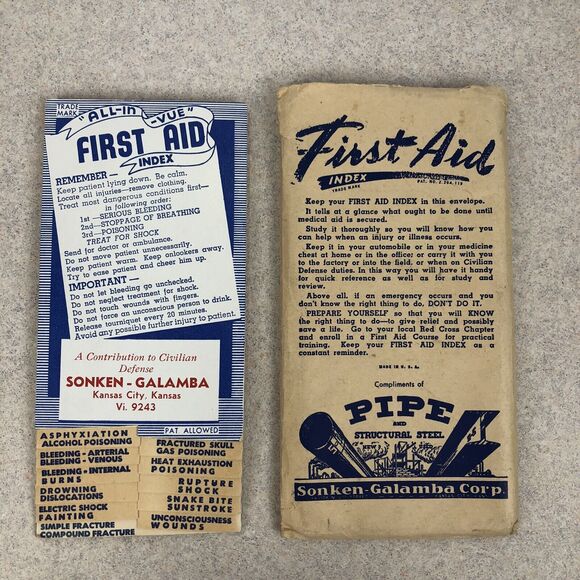 TRADE
MARK
"ALL-in-VUE"
FIRST AID
INDEX
REMEMBER —
Keep patient lying down. Be calm.
Locate all injuries—remove clothing.
Treat most dangerous conditions first—
in following order:
1st — SERIOUS BLEEDING
2nd—STOPPAGE OF BREATHING
3rd—POISONING
TREAT FOR SHOCK
Send for doctor or ambulance.
Do not move patient unnecessarily.
Keep patient warm. Keep onlookers away.
Try to ease patient and cheer him up.
IMPORTANT —
Do not let bleeding go unchecked.
Do not neglect treatment for shock.
Do not touch wounds with fingers.
Do not force an unconscious person to drink.
Release tourniquet every 20 minutes.
Avoid any possible further injury to patient.
A Contribution to Civilian
Defense
SONKEN - GALAMBA
Kansas City, Kansas
Vi. 9243
PAT ALLOWED
ASPHYXIATION
ALCOHOL POISONING
BLEEDING - ARTERIAL
BLEEDING - VENOUS
BLEEDING - INTERNAL
BURNS
DROWNING
DISLOCATIONS
ELECTRIC SHOCK
FAINTING
SIMPLE FRACTURE
COMPOUND FRACTURE
FRACTURED SKULL
GAS POISONING
HEAT EXHAUSTION
POISONING
RUPTURE
SHOCK
SNAKE BITE
SUNSTROKE
UNCONSCIOUSNESS
WOUNDS
First Aid
INDEX
TRADE MARK
Keep your FIRST AID INDEX in this envelope.
It tells at a glance what ought to be done until
medical aid is secured.
Study it thoroughly so you will know how you
can help when an injury or illness occurs.
Keep it in your automobile or in your medicine
chest at home or in the office; or carry it with you
to the factory or into the field, or when on Civilian
Defense duties. In this way you will have it handy
for quick reference as well as for study and
review.
Above all, if an emergency occurs and you
don't know the right thing to do, DON'T DO IT.
PREPARE YOURSELF so that you will KNOW
the right thing to do—to give relief and possibly
save a life. Go to your local Red Cross Chapter
and enroll in a First Aid Course for practical
training. Keep your FIRST AID INDEX as a
constant reminder.
MADE IN U. S. A.
Compliments of
PIPE
AND
STRUCTURAL STEEL
Sonken-Galamba Corp.